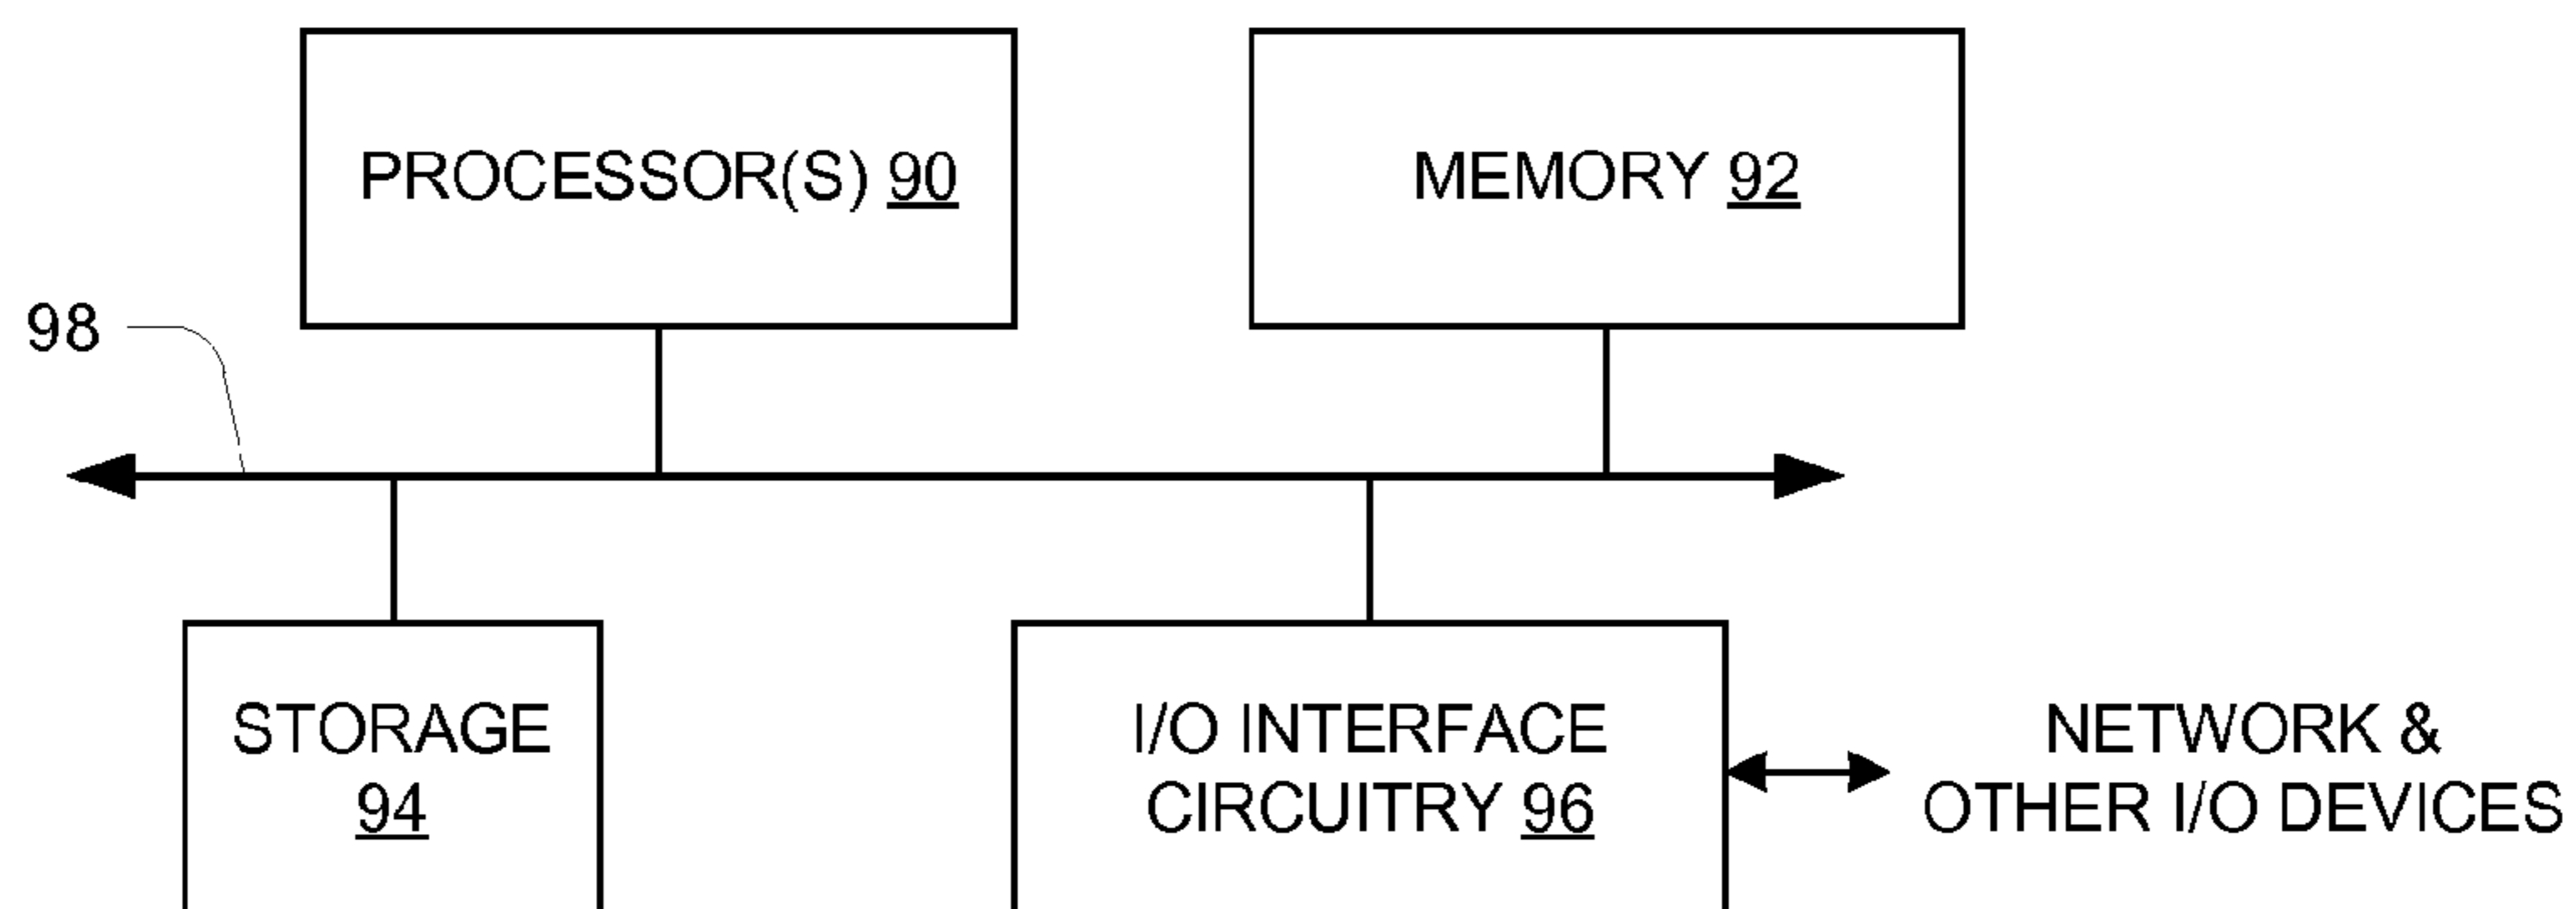 PROCESSOR(S) 90
MEMORY 92
98
STORAGE
94
I/O INTERFACE
CIRCUITRY 96
NETWORK &
OTHER I/O DEVICES